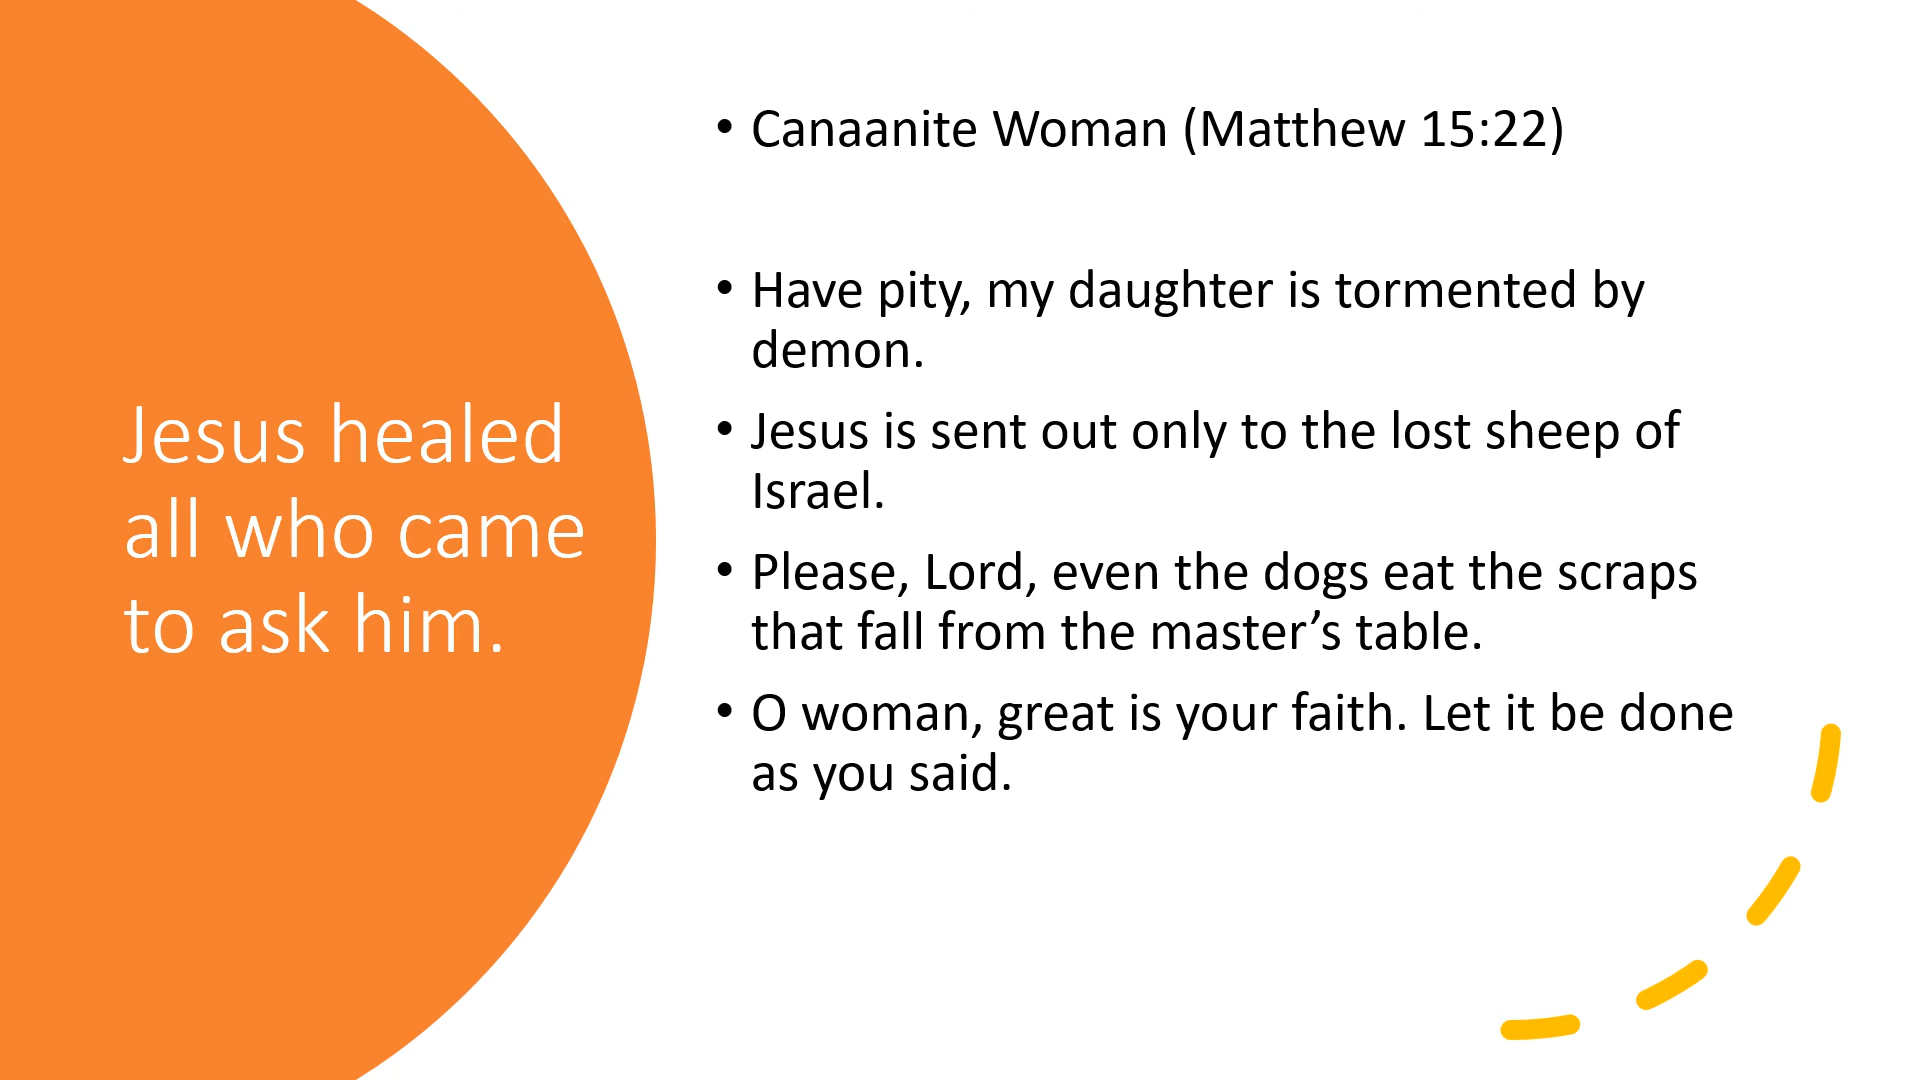 Jesus healed
all who came
to ask him.
• Canaanite Woman (Matthew 15:22)
• Have pity, my daughter is tormented by
demon.
• Jesus is sent out only to the lost sheep of
Israel.
• Please, Lord, even the dogs eat the scraps
that fall from the master’s table.
• O woman, great is your faith. Let it be done
as you said.